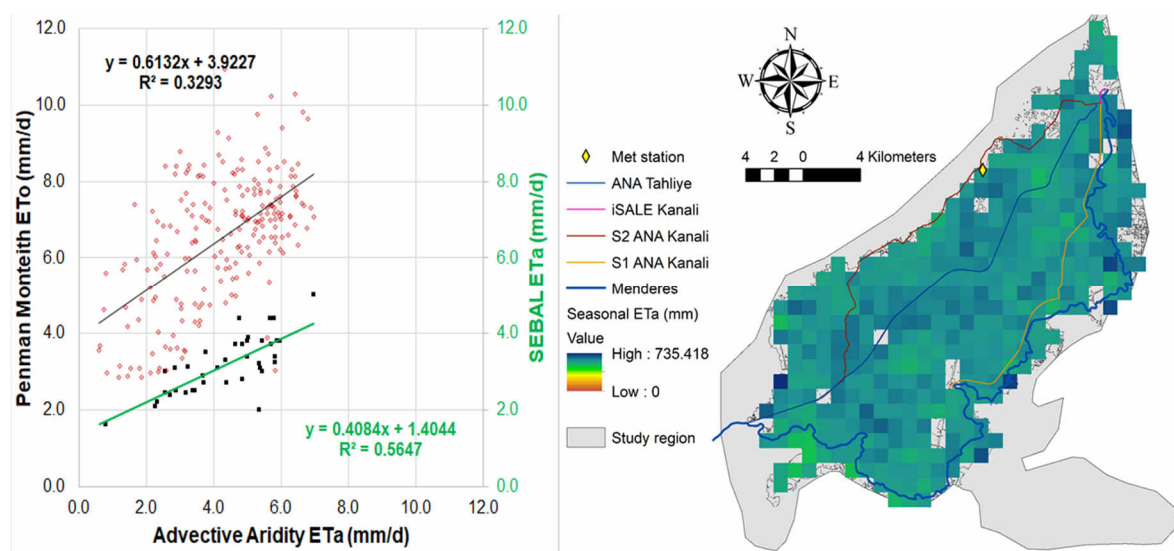 12.0
10.0
8.0
6.0
4.0
2.0
0.0
Penman Monteith ETo (mm/d)
y = 0.6132x + 3.9227
R² = 0.3293
y = 0.4084x + 1.4044
R² = 0.5647
12.0
10.0
8.0
6.0
4.0
2.0
0.0
SEBAL ETa (mm/d)
0.0 2.0 4.0 6.0 8.0 10.0 12.0
Advective Aridity ETa (mm/d)
N
W E
S
4 2 0 4 Kilometers
Met station
ANA Tahliye
iSALE Kanali
S2 ANA Kanali
S1 ANA Kanali
Menderes
Seasonal ETa (mm)
Value
High : 735.418
Low : 0
Study region